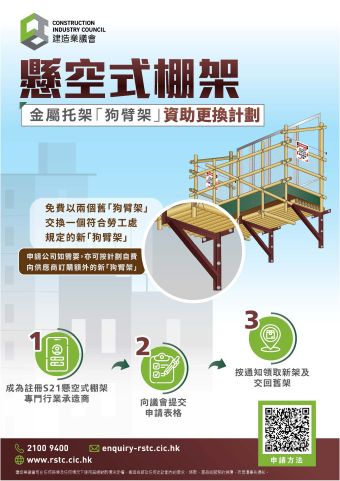 CONSTRUCTION
INDUSTRY COUNCIL
建造業議會
懸空式棚架
金屬托架「狗臂架」資助更換計劃
免費以兩個舊「狗臂架」
交換一個符合勞工處
規定的新「狗臂架」
申請公司如需要，亦可按計劃自費
向供應商訂購額外的新「狗臂架」
1
成為註冊S21懸空式棚架
專門行業承造商
2
向議會提交
申請表格
3
按通知領取新架及
交回舊架
申請方法
2100 9400
enquiry-rstc.cic.hk
www.rstc.cic.hk